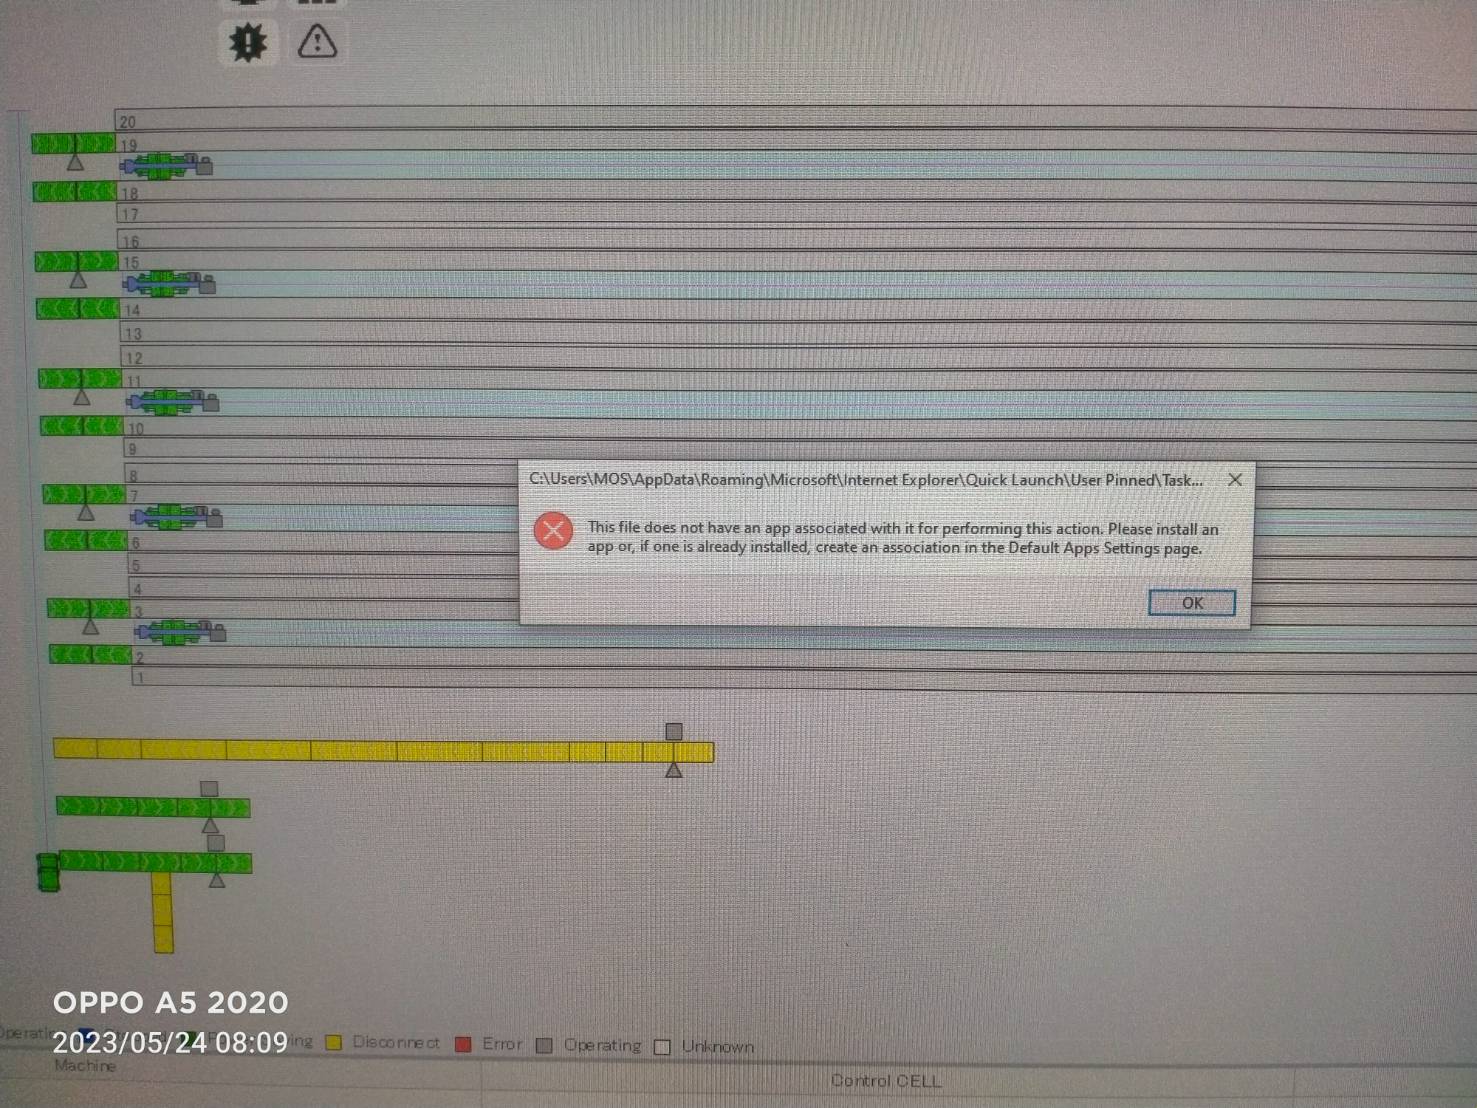 20
19
18
17
16
15
14
13
12
11
10
9
8
7
6
5
4
3
2
1
C:\Users\MOS\AppData\Roaming\Microsoft\Internet Explorer\Quick Launch\User Pinned\Task...
This file does not have an app associated with it for performing this action. Please install an
app or, if one is already installed, create an association in the Default Apps Settings page.
OK
OPPO A5 2020
2023/05/24 08:09
Disconnect Error Operating Unknown
Machine
Control CELL